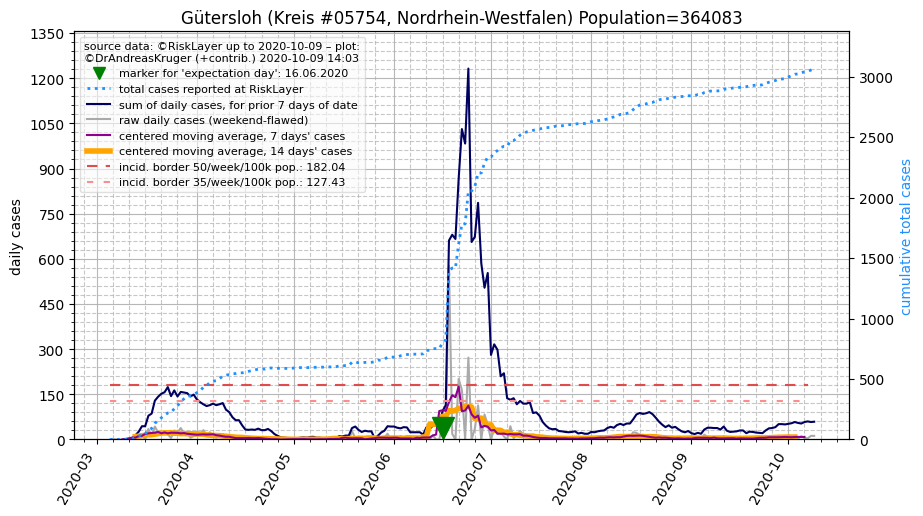 Gütersloh (Kreis #05754, Nordrhein-Westfalen) Population=364083
source data: ©RiskLayer up to 2020-10-09 – plot:
©DrAndreasKruger (+contrib.) 2020-10-09 14:03
marker for 'expectation day': 16.06.2020
total cases reported at RiskLayer
sum of daily cases, for prior 7 days of date
raw daily cases (weekend-flawed)
centered moving average, 7 days' cases
centered moving average, 14 days' cases
incid. border 50/week/100k pop.: 182.04
incid. border 35/week/100k pop.: 127.43
daily cases
1350
1200
1050
900
750
600
450
300
150
0
cumulative total cases
3000
2500
2000
1500
1000
500
0
2020-03
2020-04
2020-05
2020-06
2020-07
2020-08
2020-09
2020-10